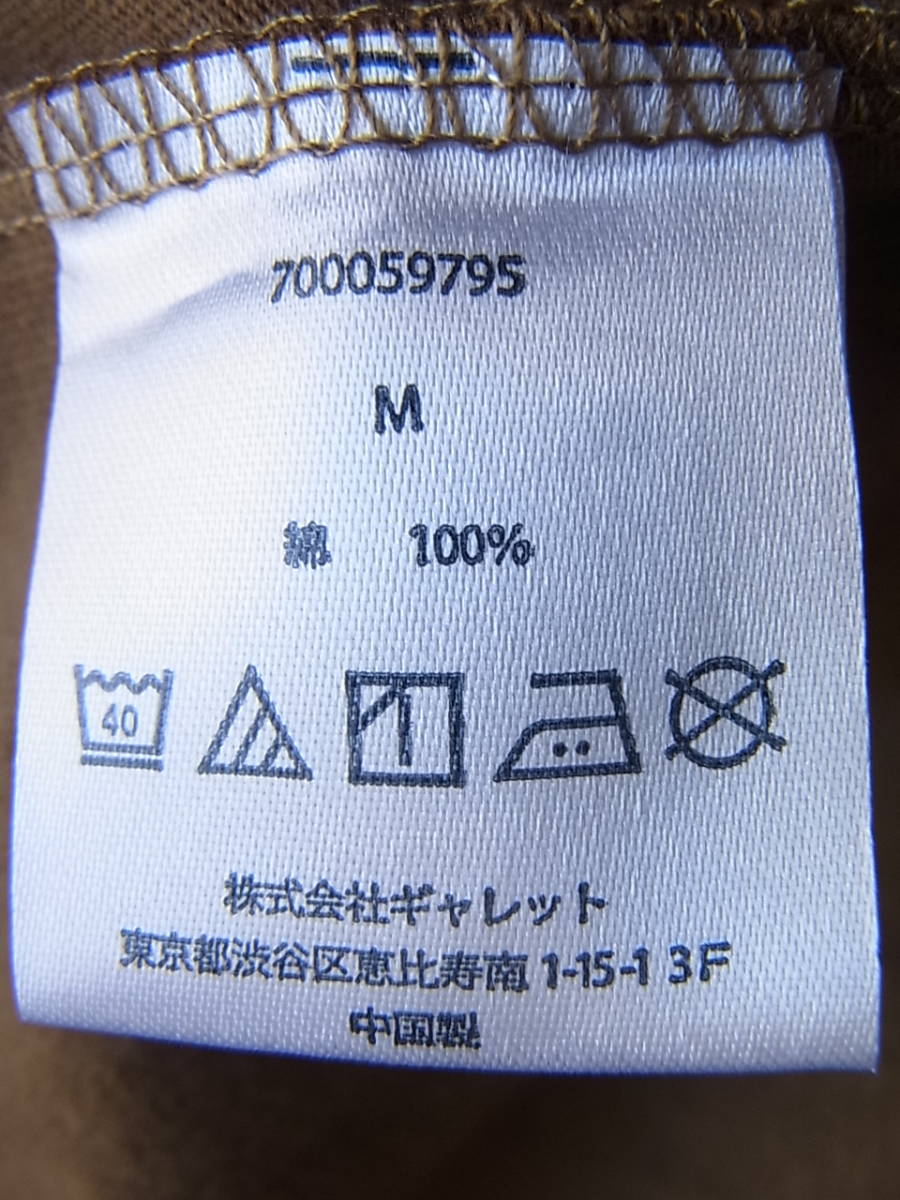 700059795
M
綿 100%
40
株式会社ギャレット
東京都渋谷区恵比寿南 1-15-1 3F
中国製